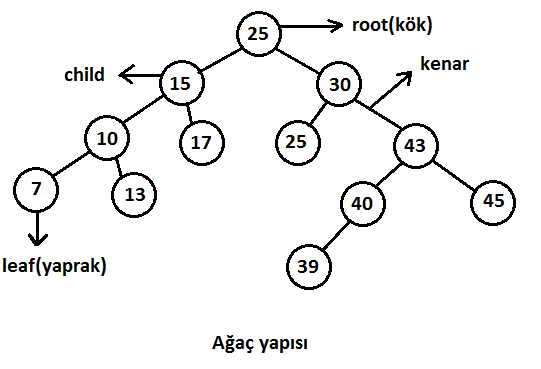 25
root(kök)
child
15
30
kenar
10
17
25
43
7
13
40
45
leaf(yaprak)
39
Ağaç yapısı